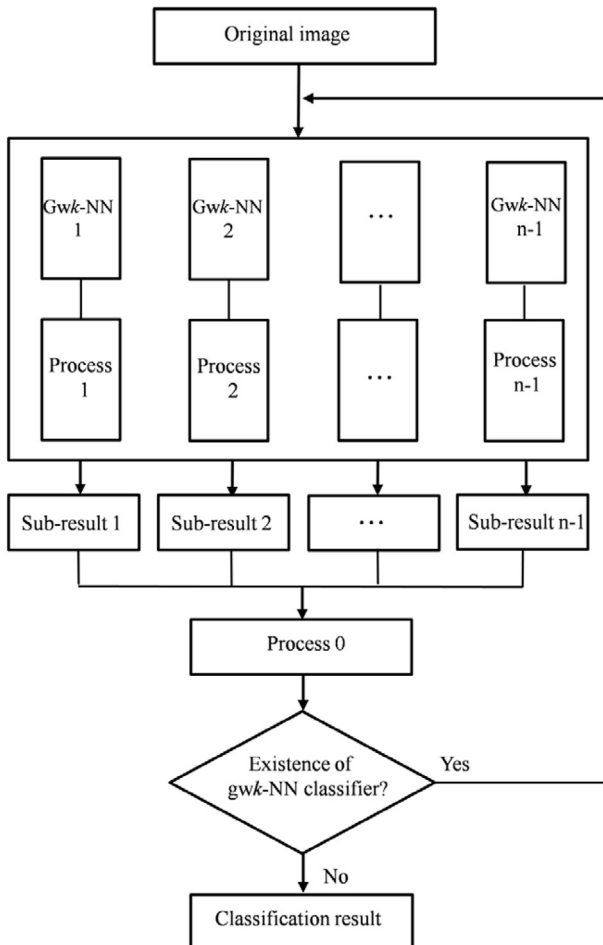 Original image
Gwk-NN
1
Gwk-NN
2
...
Gwk-NN
n-1
Process
1
Process
2
...
Process
n-1
Sub-result 1
Sub-result 2
...
Sub-result n-1
Process 0
Existence of
gwk-NN classifier?
Yes
No
Classification result